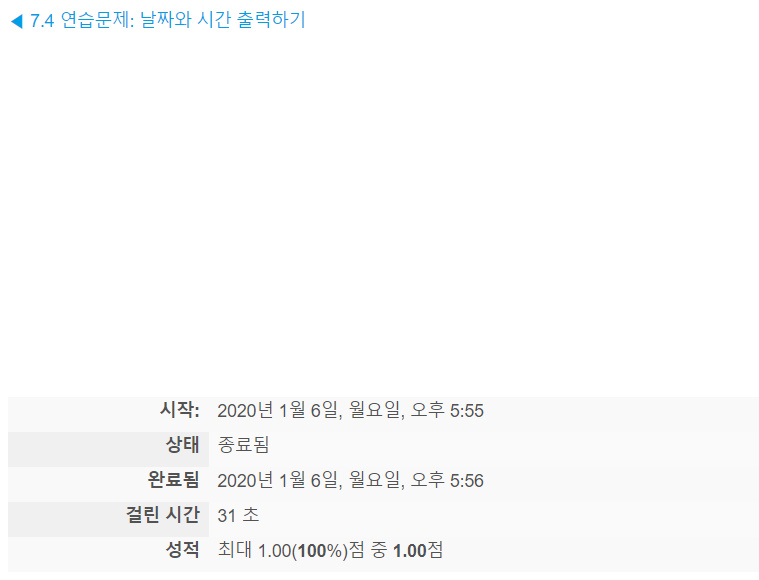 ◀ 7.4 연습문제: 날짜와 시간 출력하기
시작: 2020년 1월 6일, 월요일, 오후 5:55
상태 종료됨
완료됨 2020년 1월 6일, 월요일, 오후 5:56
걸린 시간 31 초
성적 최대 1.00(100%)점 중 1.00점